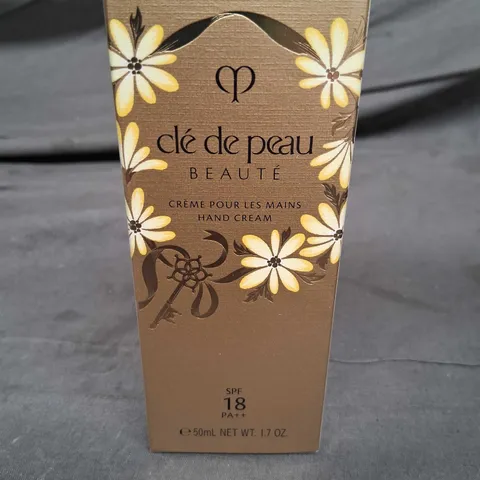 clé de peau
BEAUTÉ
CRÈME POUR LES MAINS
HAND CREAM
SPF
18
PA++
℮50mL NET WT. 1.7 OZ.